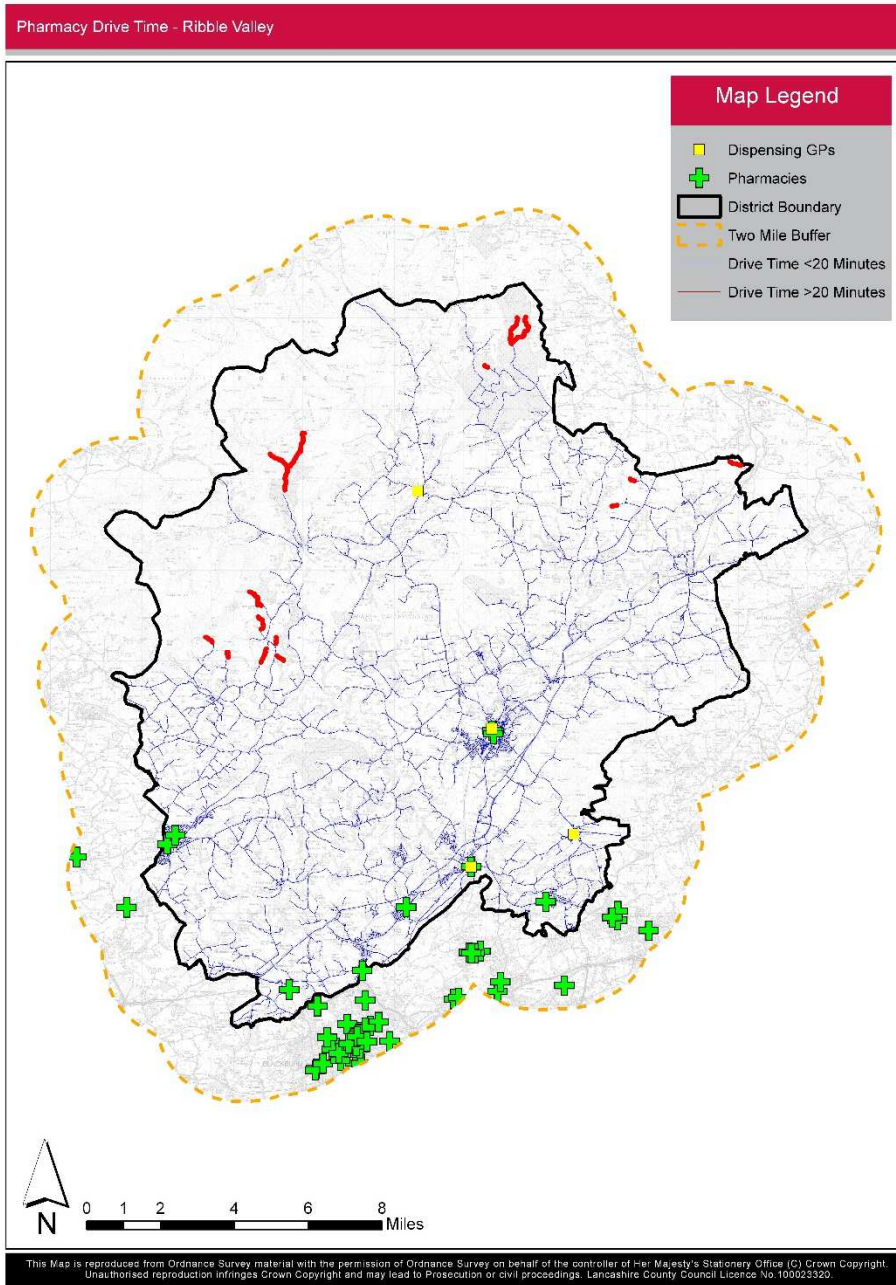 Pharmacy Drive Time - Ribble Valley
Map Legend
Dispensing GPs
Pharmacies
District Boundary
Two Mile Buffer
Drive Time <20 Minutes
Drive Time >20 Minutes
N
0 1 2 4 6 8
Miles
This Map is reproduced from Ordnance Survey material with the permission of Ordnance Survey on behalf of the controller of Her Majesty's Stationery Office (C) Crown Copyright.
Unauthorised reproduction infringes Crown Copyright and may lead to Prosecution or civil proceedings. Lancashire County Council Licence No.100023320.